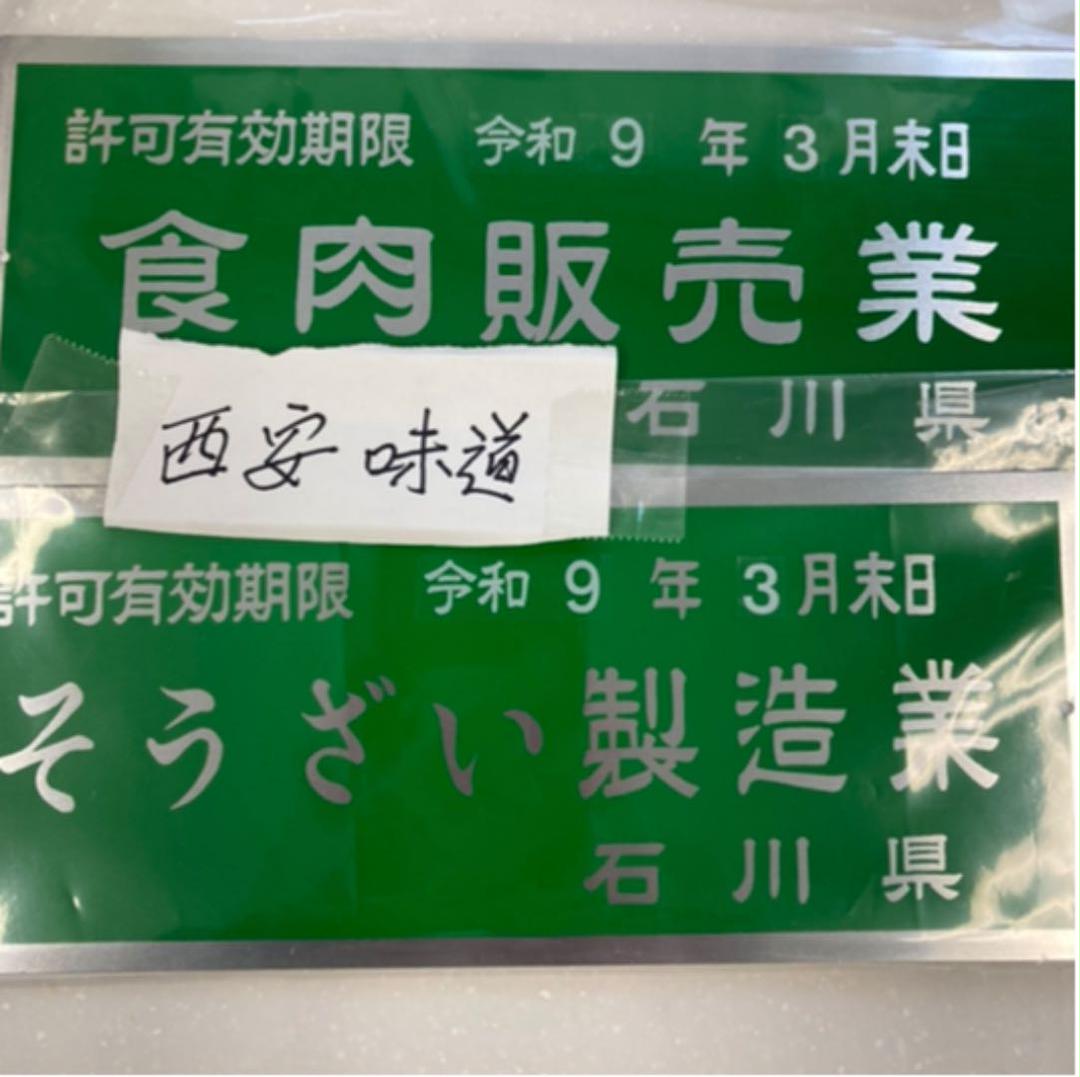 許可有効期限 令和 9 年 3 月末日
食肉販売業
石川県
西安味道
許可有効期限 令和 9 年 3 月末日
そうざい製造業
石川県